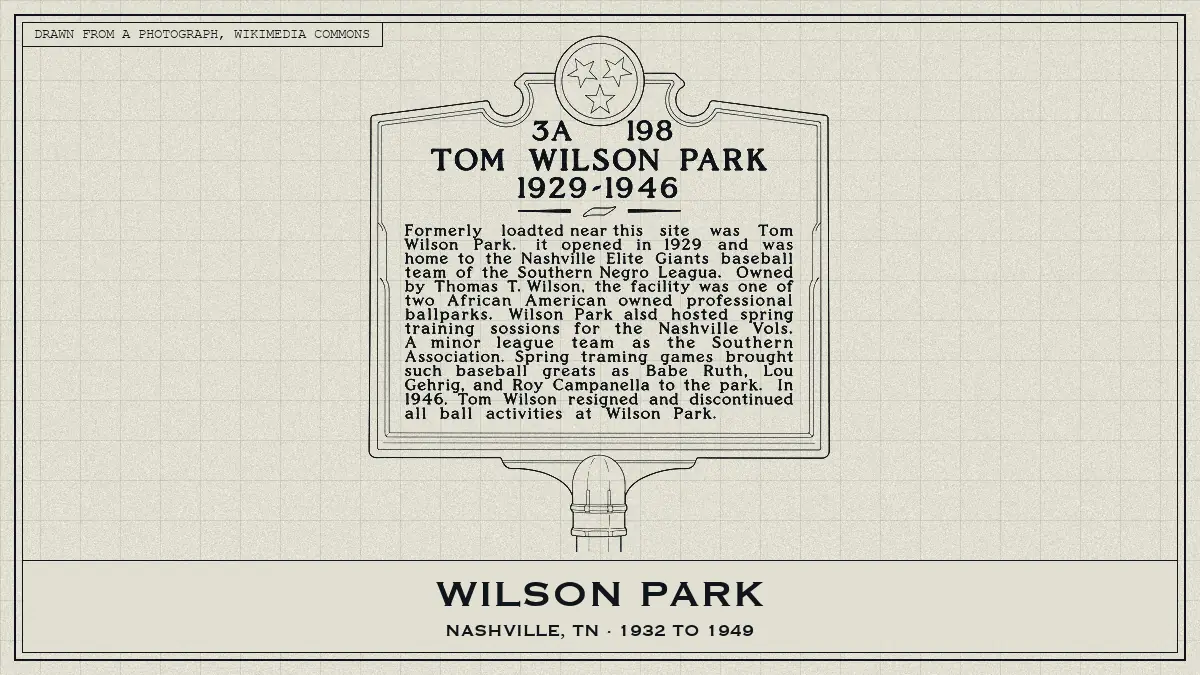 DRAWN FROM A PHOTOGRAPH, WIKIMEDIA COMMONS
3A 198
TOM WILSON PARK
1929-1946
Formerly loadted near this site was Tom
Wilson Park. it opened in 1929 and was
home to the Nashville Elite Giants baseball
team of the Southern Negro Leagua. Owned
by Thomas T. Wilson, the facility was one of
two African American owned professional
ballparks. Wilson Park alsd hosted spring
training sossions for the Nashville Vols.
A minor league team as the Southern
Association. Spring traming games brought
such baseball greats as Babe Ruth, Lou
Gehrig, and Roy Campanella to the park. In
1946. Tom Wilson resigned and discontinued
all ball activities at Wilson Park.
WILSON PARK
NASHVILLE, TN · 1932 TO 1949